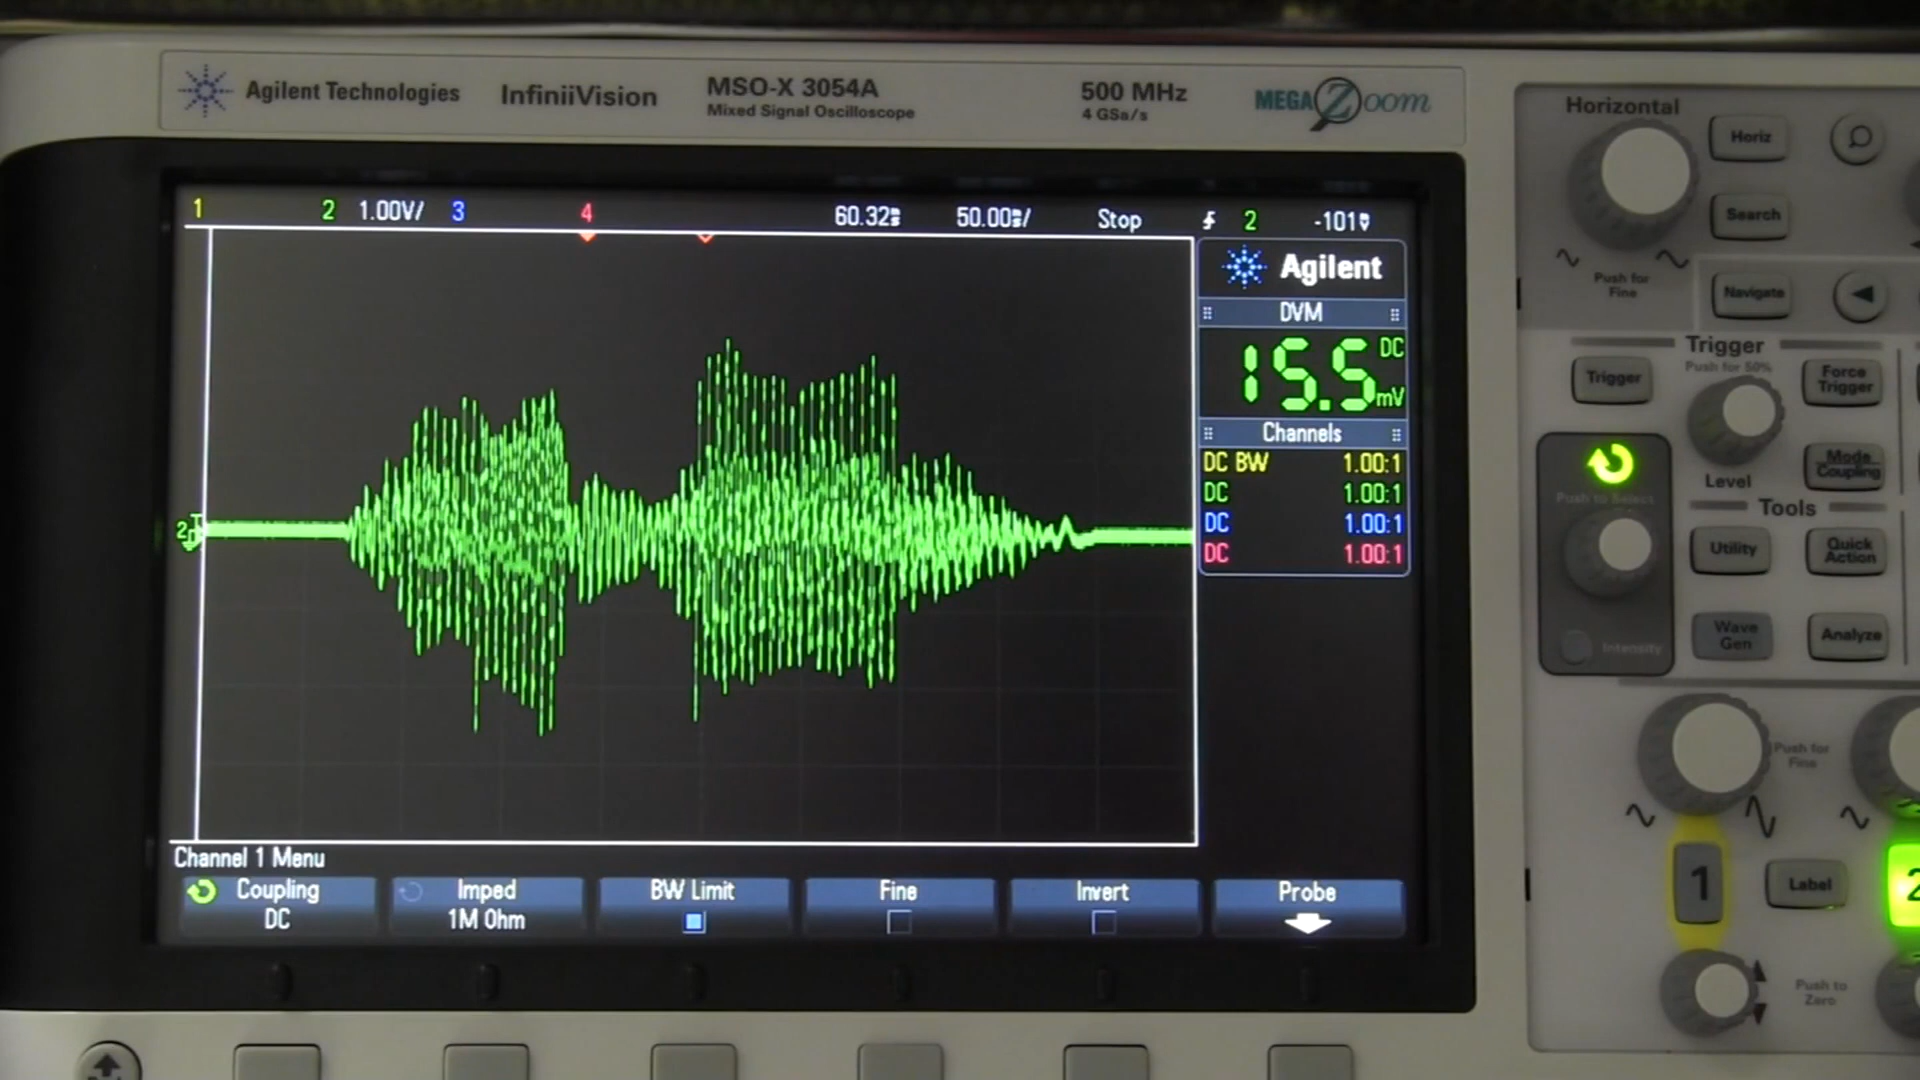 Agilent Technologies InfiniiVision MSO-X 3054A 500 MHz MEGA Zoom
Mixed Signal Oscilloscope 4 GSa/s
1 2 1.00V/ 3 4 60.32ms 50.00ms/ Stop 2 -101mV
Agilent
DVM
15.5 DC mV
Channels
DC BW 1.00:1
DC 1.00:1
DC 1.00:1
DC 1.00:1
2
Channel 1 Menu
Coupling Imped BW Limit Fine Invert Probe
DC 1M Ohm
Horizontal
Horiz
Search
Push for
Fine
Navigate
Trigger
Push for 50%
Trigger
Force
Trigger
Level
Mode
Coupling
Push to Select
Tools
Utility
Quick
Action
Intensity
Wave
Gen
Analyze
Push for
Fine
1
Label
2
Push to
Zero